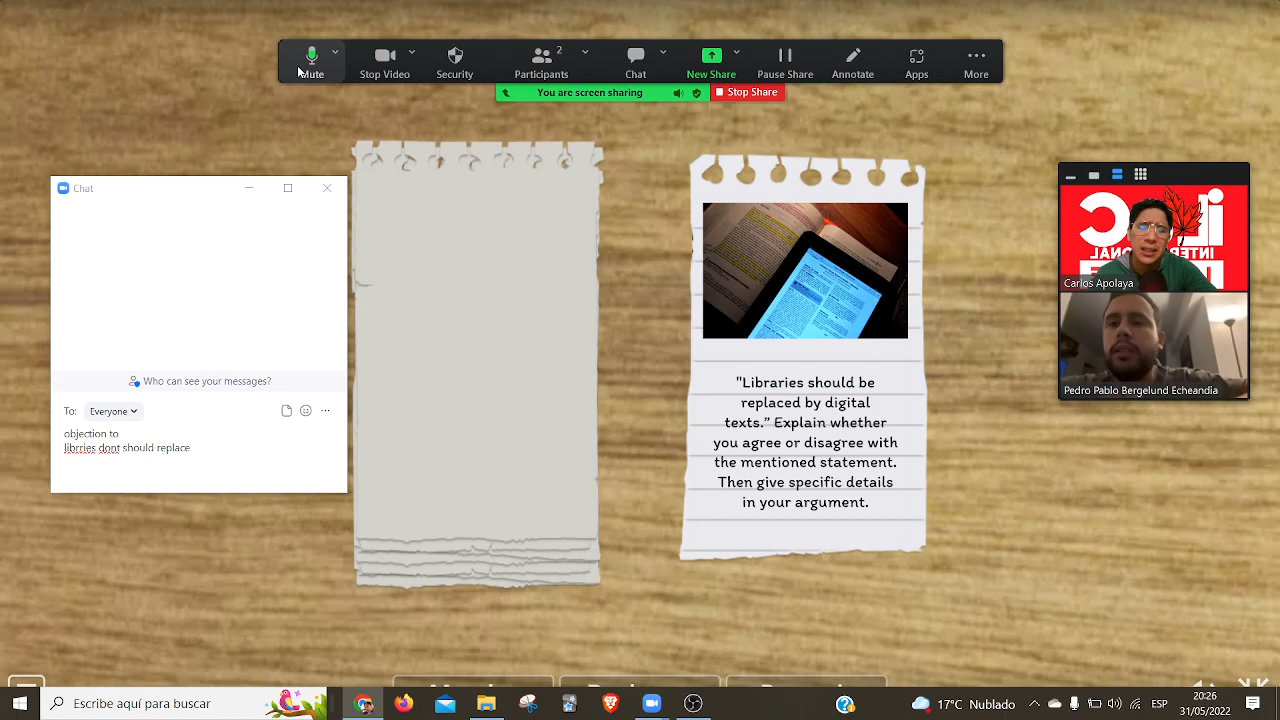 Mute
Stop Video
Security
2
Participants
Chat
New Share
Pause Share
Annotate
Apps
More
You are screen sharing
Stop Share
Chat
Who can see your messages?
To: Everyone
objection to
librries dont should replace
"Libraries should be
replaced by digital
texts.” Explain whether
you agree or disagree with
the mentioned statement.
Then give specific details
in your argument.
Carlos Apolaya
Pedro Pablo Bergelund Echeandia
Escribe aquí para buscar
17°C Nublado
20:26
31/05/2022